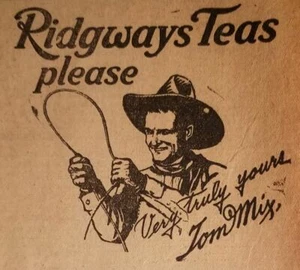 Ridgways Teas
please
Very truly yours
Tom Mix.